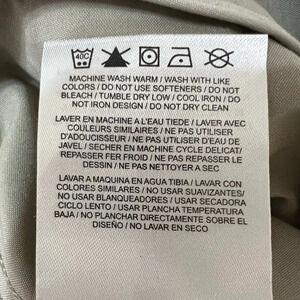 40C
MACHINE WASH WARM / WASH WITH LIKE
COLORS / DO NOT USE SOFTENERS / DO NOT
BLEACH / TUMBLE DRY LOW / COOL IRON / DO
NOT IRON DESIGN / DO NOT DRY CLEAN
LAVER EN MACHINE A L'EAU TIEDE / LAVER AVEC
COULEURS SIMILAIRES / NE PAS UTILISER
D'ADOUCISSEUR / NE PAS UTILISER D'EAU DE
JAVEL / SECHER EN MACHINE CYCLE DELICAT/
REPASSER FER FROID / NE PAS REPASSER LE
DESSIN / NE PAS NETTOYER A SEC
LAVAR A MAQUINA EN AGUA TIBIA / LAVAR CON
COLORES SIMILARES / NO USAR SUAVIZANTES/
NO USAR BLANQUEADORES / USAR SECADORA
CICLO LENTO / USAR PLANCHA TEMPERATURA
BAJA / NO PLANCHAR DIRECTAMENTE SOBRE EL
DISEÑO / NO LAVAR EN SECO